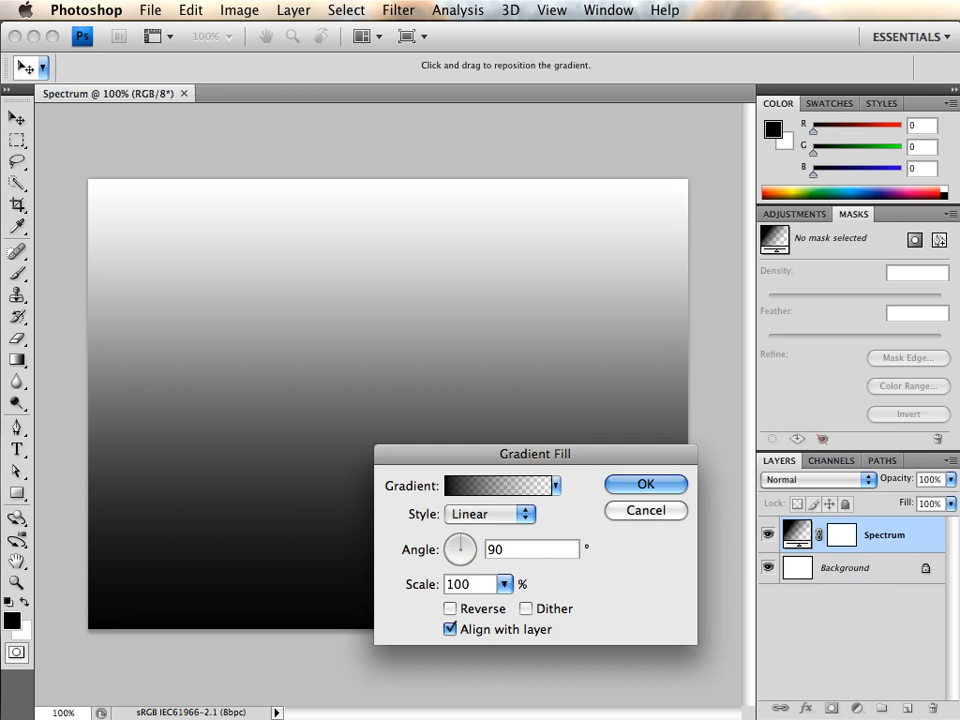 Photoshop File Edit Image Layer Select Filter Analysis 3D View Window Help
Ps Br 100% ESSENTIALS
Click and drag to reposition the gradient.
Spectrum @ 100% (RGB/8*) ×
COLOR SWATCHES STYLES
R 0
G 0
B 0
ADJUSTMENTS MASKS
No mask selected
Density:
Feather:
Refine: Mask Edge...
Color Range...
Invert
Gradient Fill
Gradient: OK
Style: Linear Cancel
Angle: 90 °
Scale: 100 %
Reverse Dither
Align with layer
LAYERS CHANNELS PATHS
Normal Opacity: 100%
Lock: Fill: 100%
Spectrum
Background
T
fx
100% sRGB IEC61966-2.1 (8bpc)